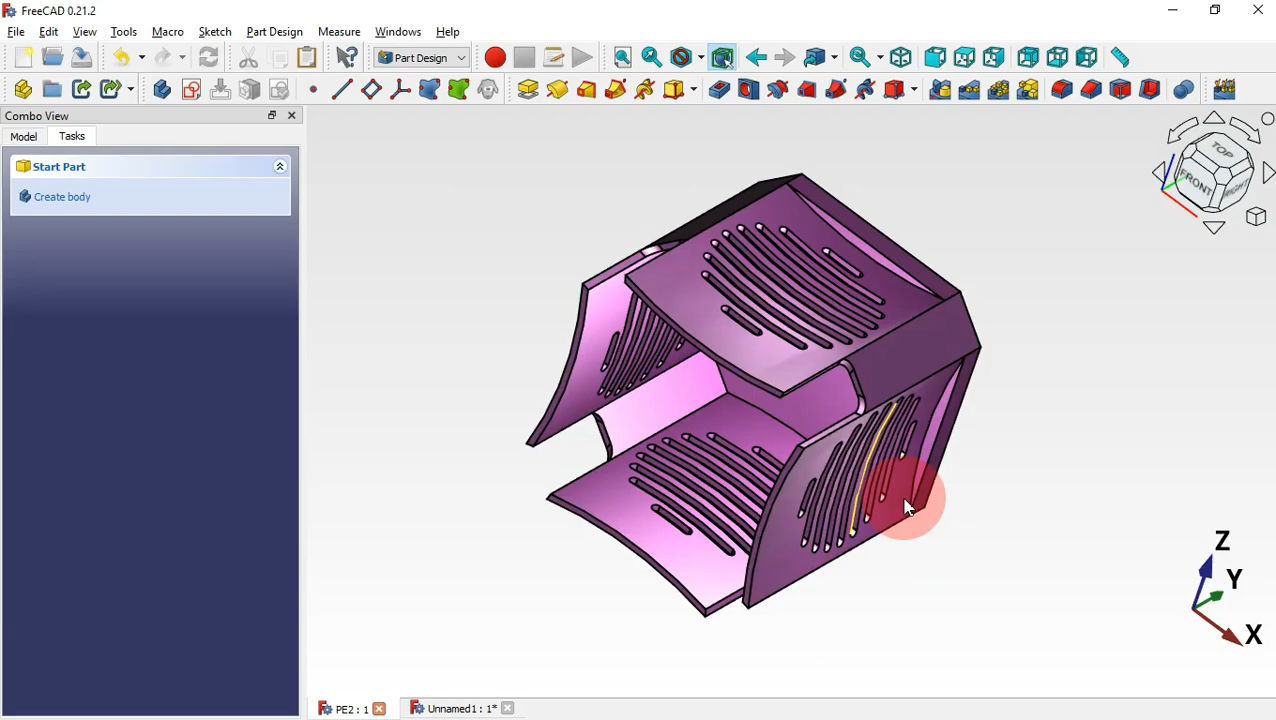 FreeCAD 0.21.2
File Edit View Tools Macro Sketch Part Design Measure Windows Help
Part Design
Combo View
Model Tasks
Start Part
Create body
TOP
FRONT RIGHT
Z
Y
X
PE2 : 1 Unnamed1 : 1*